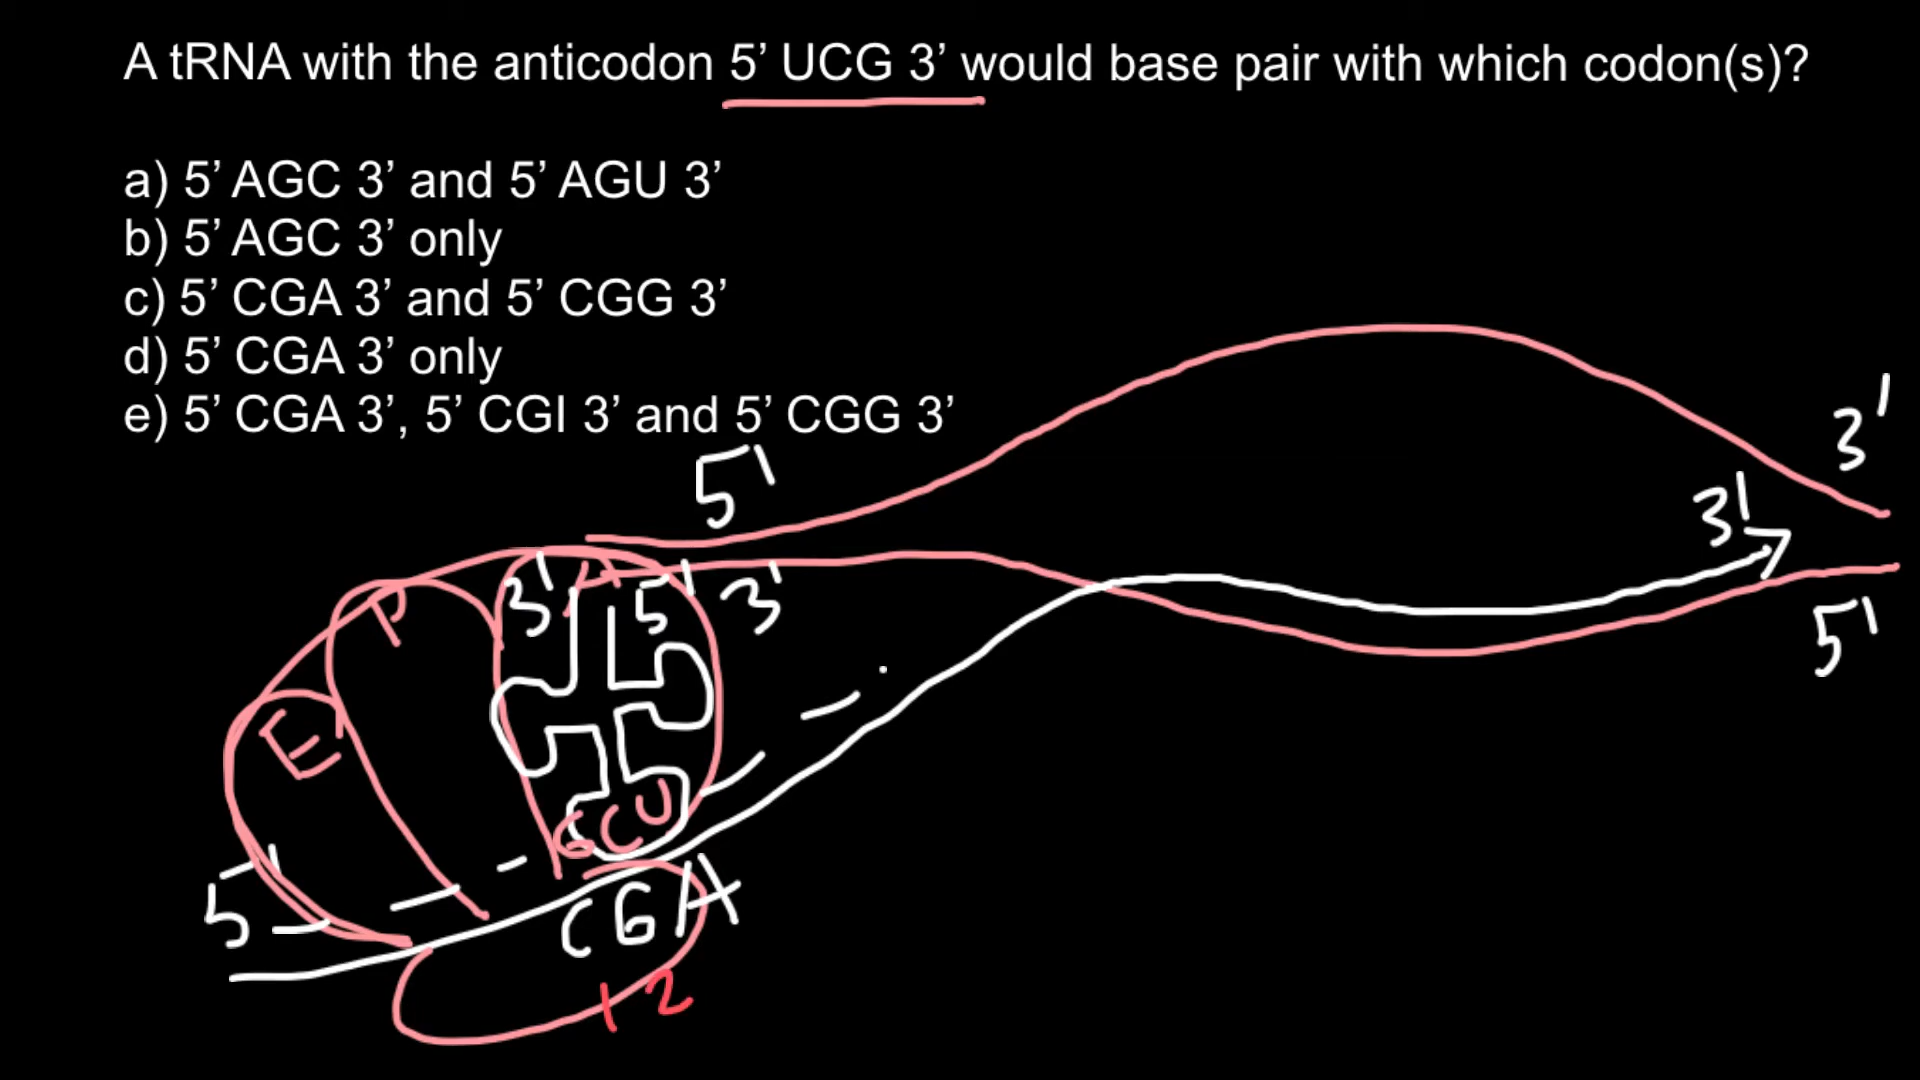 A tRNA with the anticodon 5’ UCG 3’ would base pair with which codon(s)?
a) 5’ AGC 3’ and 5’ AGU 3’
b) 5’ AGC 3’ only
c) 5’ CGA 3’ and 5’ CGG 3’
d) 5’ CGA 3’ only
e) 5’ CGA 3’, 5’ CGI 3’ and 5’ CGG 3’
5' 3'
3'
P 3' 5' 3' 5'
E
GCU
5'
CGA
1 2